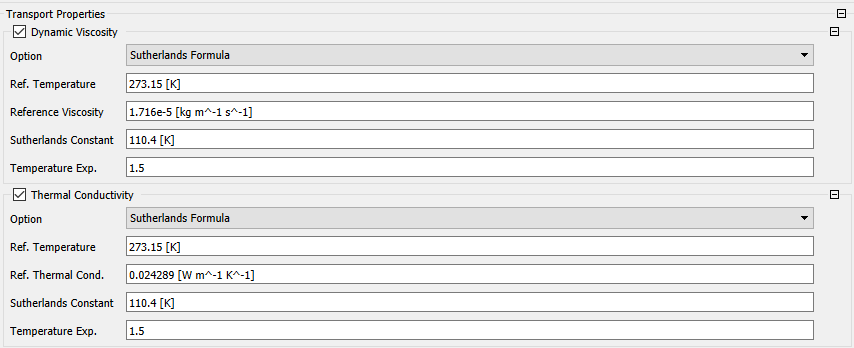 Transport Properties
Dynamic Viscosity
Option Sutherlands Formula
Ref. Temperature 273.15 [K]
Reference Viscosity 1.716e-5 [kg m^-1 s^-1]
Sutherlands Constant 110.4 [K]
Temperature Exp. 1.5
Thermal Conductivity
Option Sutherlands Formula
Ref. Temperature 273.15 [K]
Ref. Thermal Cond. 0.024289 [W m^-1 K^-1]
Sutherlands Constant 110.4 [K]
Temperature Exp. 1.5